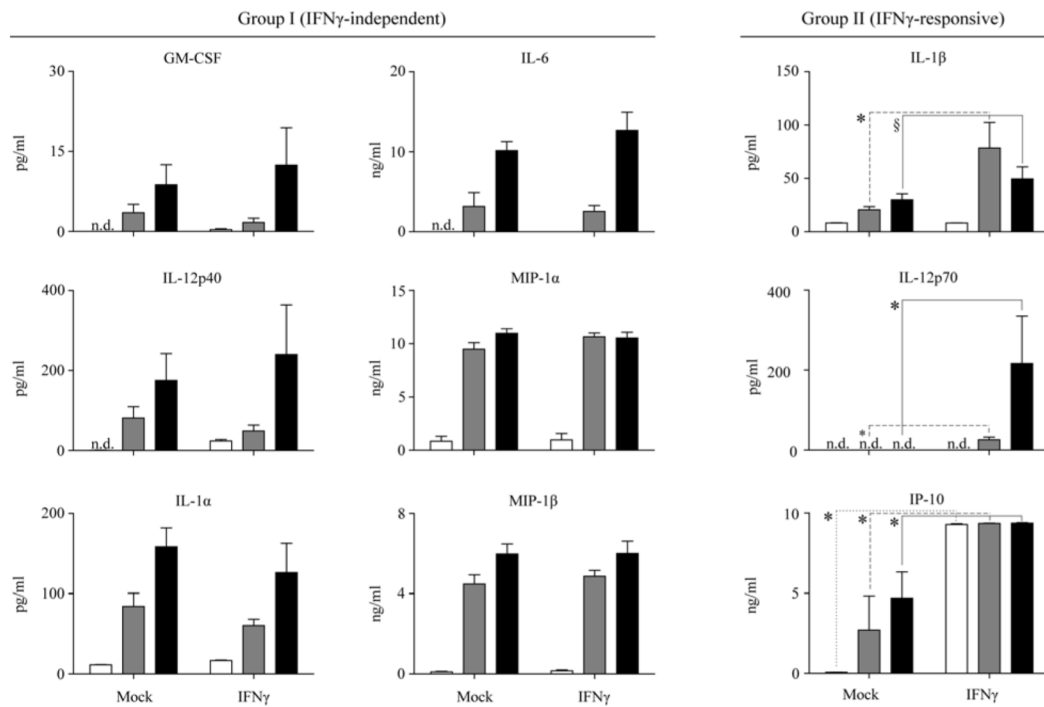 Group I (IFNγ-independent)
Group II (IFNγ-responsive)
GM-CSF
30
15
0
pg/ml
n.d.
IL-6
20
10
0
ng/ml
n.d.
IL-1β
150
100
50
0
pg/ml
*
§
IL-12p40
400
200
0
pg/ml
n.d.
MIP-1α
15
10
5
0
ng/ml
IL-12p70
400
200
0
pg/ml
*
*
n.d. n.d. n.d. n.d.
IL-1α
200
100
0
pg/ml
Mock IFNγ
MIP-1β
8
4
0
ng/ml
Mock IFNγ
IP-10
10
5
0
ng/ml
* * *
Mock IFNγ